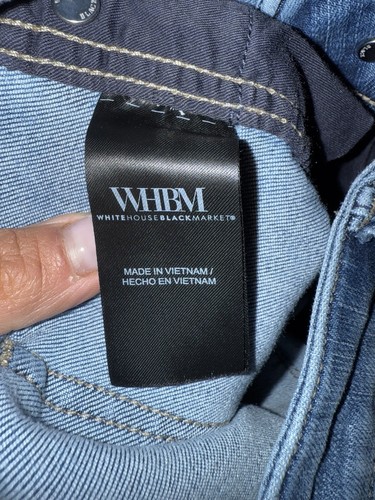 WHBM
WHITEHOUSEBLACKMARKET®
MADE IN VIETNAM /
HECHO EN VIETNAM